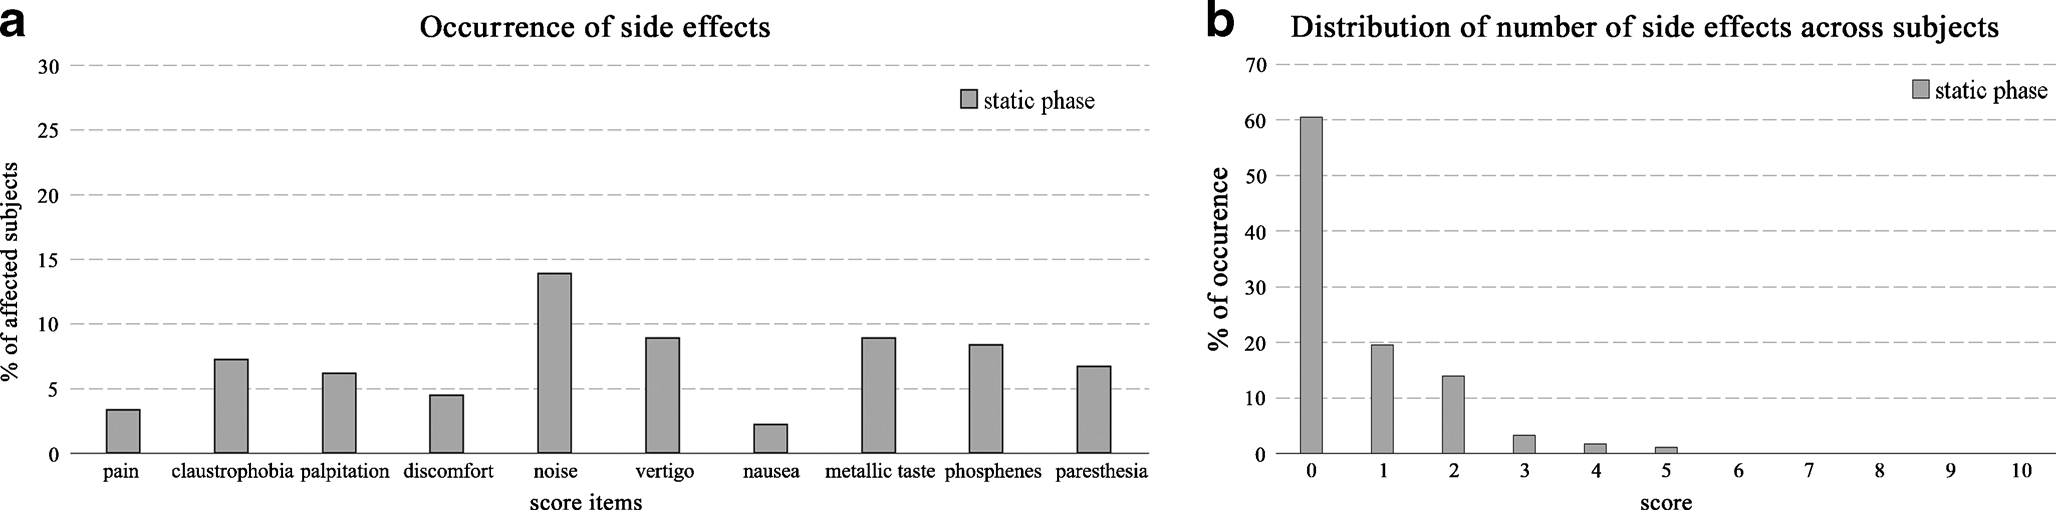 a
Occurrence of side effects
% of affected subjects
30
25
20
15
10
5
0
static phase
pain claustrophobia palpitation discomfort noise vertigo nausea metallic taste phosphenes paresthesia
score items
b
Distribution of number of side effects across subjects
% of occurence
70
60
50
40
30
20
10
0
static phase
0 1 2 3 4 5 6 7 8 9 10
score